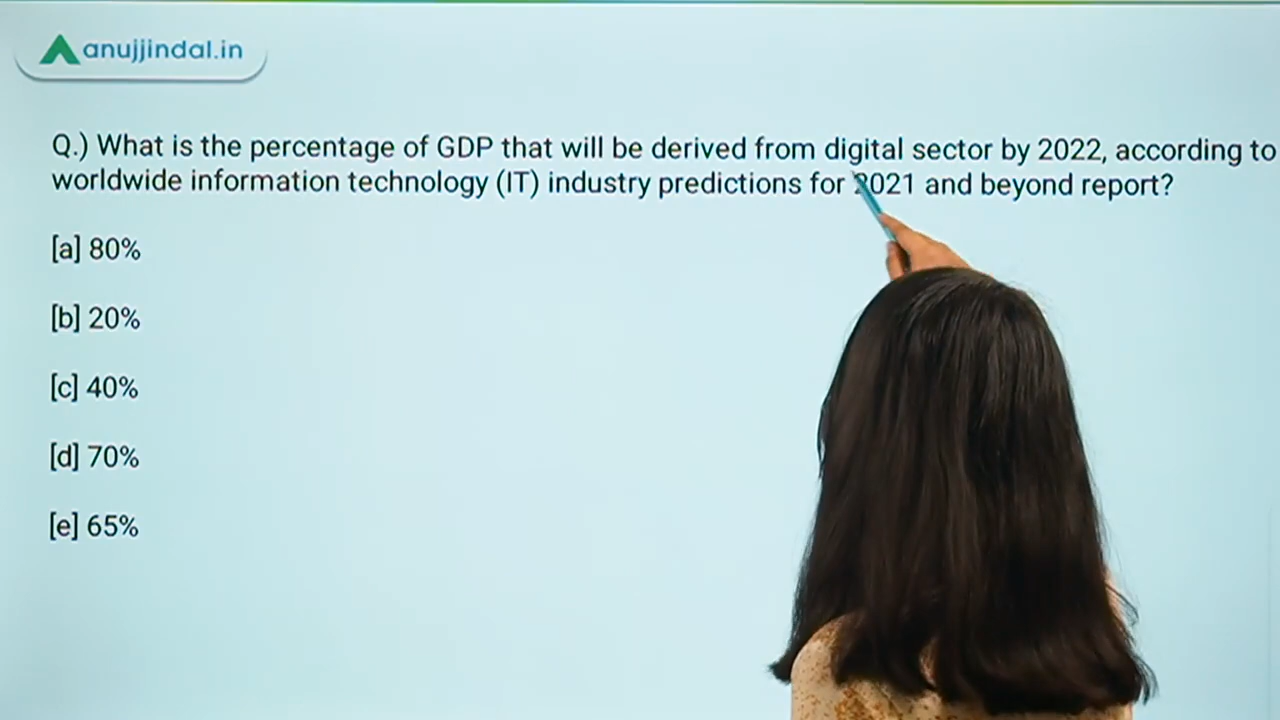 anujjindal.in
Q.) What is the percentage of GDP that will be derived from digital sector by 2022, according to
worldwide information technology (IT) industry predictions for 2021 and beyond report?
[a] 80%
[b] 20%
[c] 40%
[d] 70%
[e] 65%